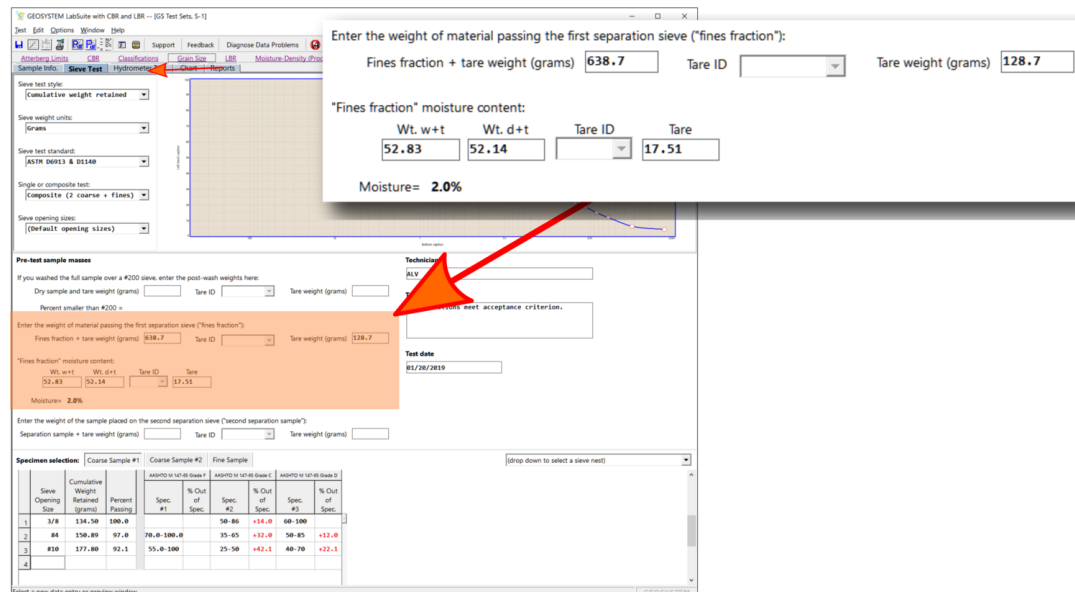 GEOSYSTEM LabSuite with CBR and LBR -- [GS Test Sets, S-1]
Test Edit Options Window Help
Support Feedback Diagnose Data Problems
Atterberg Limits CBR Classifications Grain Size LBR Moisture-Density (Proc
Sample Info. Sieve Test Hydrometer Chart Reports
Sieve test style:
Cumulative weight retained
Sieve weight units:
Grams
Sieve test standard:
ASTM D6913 & D1140
Single or composite test:
Composite (2 coarse + fines)
Sieve opening sizes:
(Default opening sizes)
Enter the weight of material passing the first separation sieve ("fines fraction"):
Fines fraction + tare weight (grams) 638.7 Tare ID Tare weight (grams) 128.7
"Fines fraction" moisture content:
Wt. w+t Wt. d+t Tare ID Tare
52.83 52.14 17.51
Moisture= 2.0%
Pre-test sample masses
If you washed the full sample over a #200 sieve, enter the post-wash weights here:
Dry sample and tare weight (grams) Tare ID Tare weight (grams)
Percent smaller than #200 =
Enter the weight of material passing the first separation sieve ("fines fraction"):
Fines fraction + tare weight (grams) 638.7 Tare ID Tare weight (grams) 128.7
"Fines fraction" moisture content:
Wt. w+t Wt. d+t Tare ID Tare
52.83 52.14 17.51
Moisture= 2.0%
Enter the weight of the sample placed on the second separation sieve ("second separation sample"):
Separation sample + tare weight (grams) Tare ID Tare weight (grams)
Technician
ALV
meet acceptance criterion.
Test date
01/20/2019
Specimen selection: Coarse Sample #1 Coarse Sample #2 Fine Sample (drop down to select a sieve nest)
AASHTO M 147-65 Grade F AASHTO M 147-65 Grade C AASHTO M 147-65 Grade D
Sieve Opening Size Cumulative Weight Retained (grams) Percent Passing Spec. #1 % Out of Spec. Spec. #2 % Out of Spec. Spec. #3 % Out of Spec.
1 3/8 134.50 100.0 50-86 +14.0 60-100
2 #4 150.89 97.0 70.0-100.0 35-65 +32.0 50-85 +12.0
3 #10 177.80 92.1 55.0-100 25-50 +42.1 40-70 +22.1
4
Select a new data entry or preview window
GEOSYSTEM